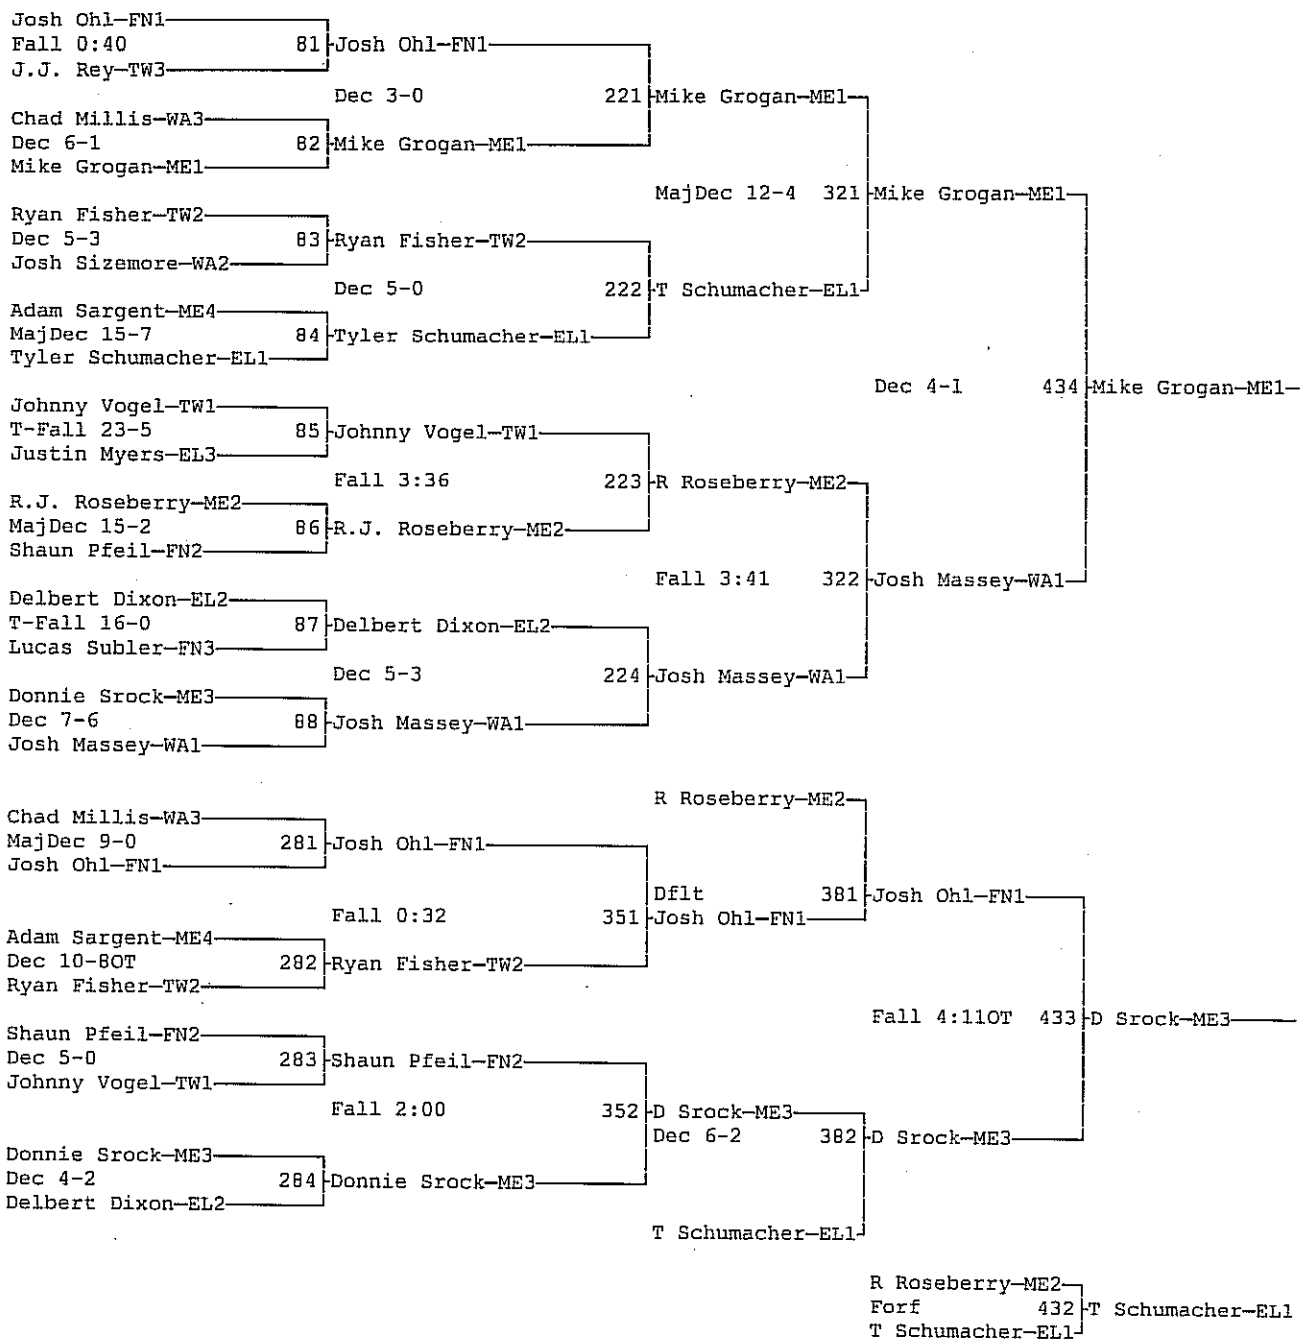 Josh Ohl—FN1
Fall 0:40 81 Josh Ohl—FN1
J.J. Rey—TW3
Dec 3-0 221 Mike Grogan—ME1
Chad Millis—WA3
Dec 6-1 82 Mike Grogan—ME1
Mike Grogan—ME1
MajDec 12-4 321 Mike Grogan—ME1
Ryan Fisher—TW2
Dec 5-3 83 Ryan Fisher—TW2
Josh Sizemore—WA2
Dec 5-0 222 T Schumacher—EL1
Adam Sargent—ME4
MajDec 15-7 84 Tyler Schumacher—EL1
Tyler Schumacher—EL1
Dec 4-1 434 Mike Grogan—ME1
Johnny Vogel—TW1
T-Fall 23-5 85 Johnny Vogel—TW1
Justin Myers—EL3
Fall 3:36 223 R Roseberry—ME2
R.J. Roseberry—ME2
MajDec 15-2 86 R.J. Roseberry—ME2
Shaun Pfeil—FN2
Fall 3:41 322 Josh Massey—WA1
Delbert Dixon—EL2
T-Fall 16-0 87 Delbert Dixon—EL2
Lucas Subler—FN3
Dec 5-3 224 Josh Massey—WA1
Donnie Srock—ME3
Dec 7-6 88 Josh Massey—WA1
Josh Massey—WA1
R Roseberry—ME2
Chad Millis—WA3
MajDec 9-0 281 Josh Ohl—FN1
Josh Ohl—FN1
Dflt 381 Josh Ohl—FN1
Fall 0:32 351 Josh Ohl—FN1
Adam Sargent—ME4
Dec 10-8OT 282 Ryan Fisher—TW2
Ryan Fisher—TW2
Fall 4:11OT 433 D Srock—ME3
Shaun Pfeil—FN2
Dec 5-0 283 Shaun Pfeil—FN2
Johnny Vogel—TW1
Fall 2:00 352 D Srock—ME3
Dec 6-2 382 D Srock—ME3
Donnie Srock—ME3
Dec 4-2 284 Donnie Srock—ME3
Delbert Dixon—EL2
T Schumacher—EL1
R Roseberry—ME2
Forf 432 T Schumacher—EL1
T Schumacher—EL1